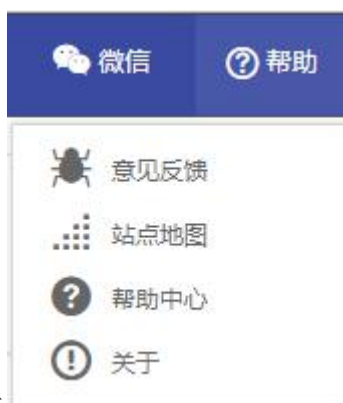 微信 帮助
意见反馈
站点地图
帮助中心
关于